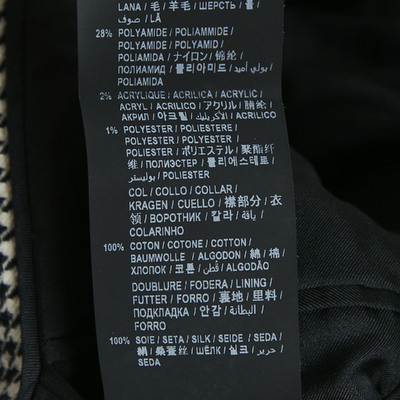 LANA / 毛 / 羊毛 / ШЕРСТЬ / 울
/ صوف / LÃ
28% POLYAMIDE / POLIAMMIDE /
POLYAMIDE / POLYAMID /
POLIAMIDA / ナイロン / 锦纶 /
ПОЛИАМИД / 폴리아미드 / بولي أميد /
POLIAMIDA
2% ACRYLIQUE / ACRILICA / ACRYLIC /
ACRYL / ACRILICO / アクリル / 腈纶 /
АКРИЛ / 아크릴 / الاكريليك / ACRILICO
1% POLYESTER / POLIESTERE /
POLYESTER / POLYESTER /
POLIESTER / ポリエステル / 聚酯纤
维 / ПОЛИЭСТЕР / 폴리에스테르
/ بوليستر / POLIESTER
COL / COLLO / COLLAR /
KRAGEN / CUELLO / 襟部分 / 衣
领 / ВОРОТНИК / 칼라 / ياقة /
COLARINHO
100% COTON / COTONE / COTTON /
BAUMWOLLE / ALGODON / 綿 / 棉 /
ХЛОПОК / 코튼 / قطن / ALGODÃO
DOUBLURE / FODERA / LINING /
FUTTER / FORRO / 裏地 / 里料 /
ПОДКЛАДКА / 안감 / البطانة /
FORRO
100% SOIE / SETA / SILK / SEIDE / SEDA /
絹 / 桑蚕丝 / ШЁЛК / 실크 / حرير /
SEDA